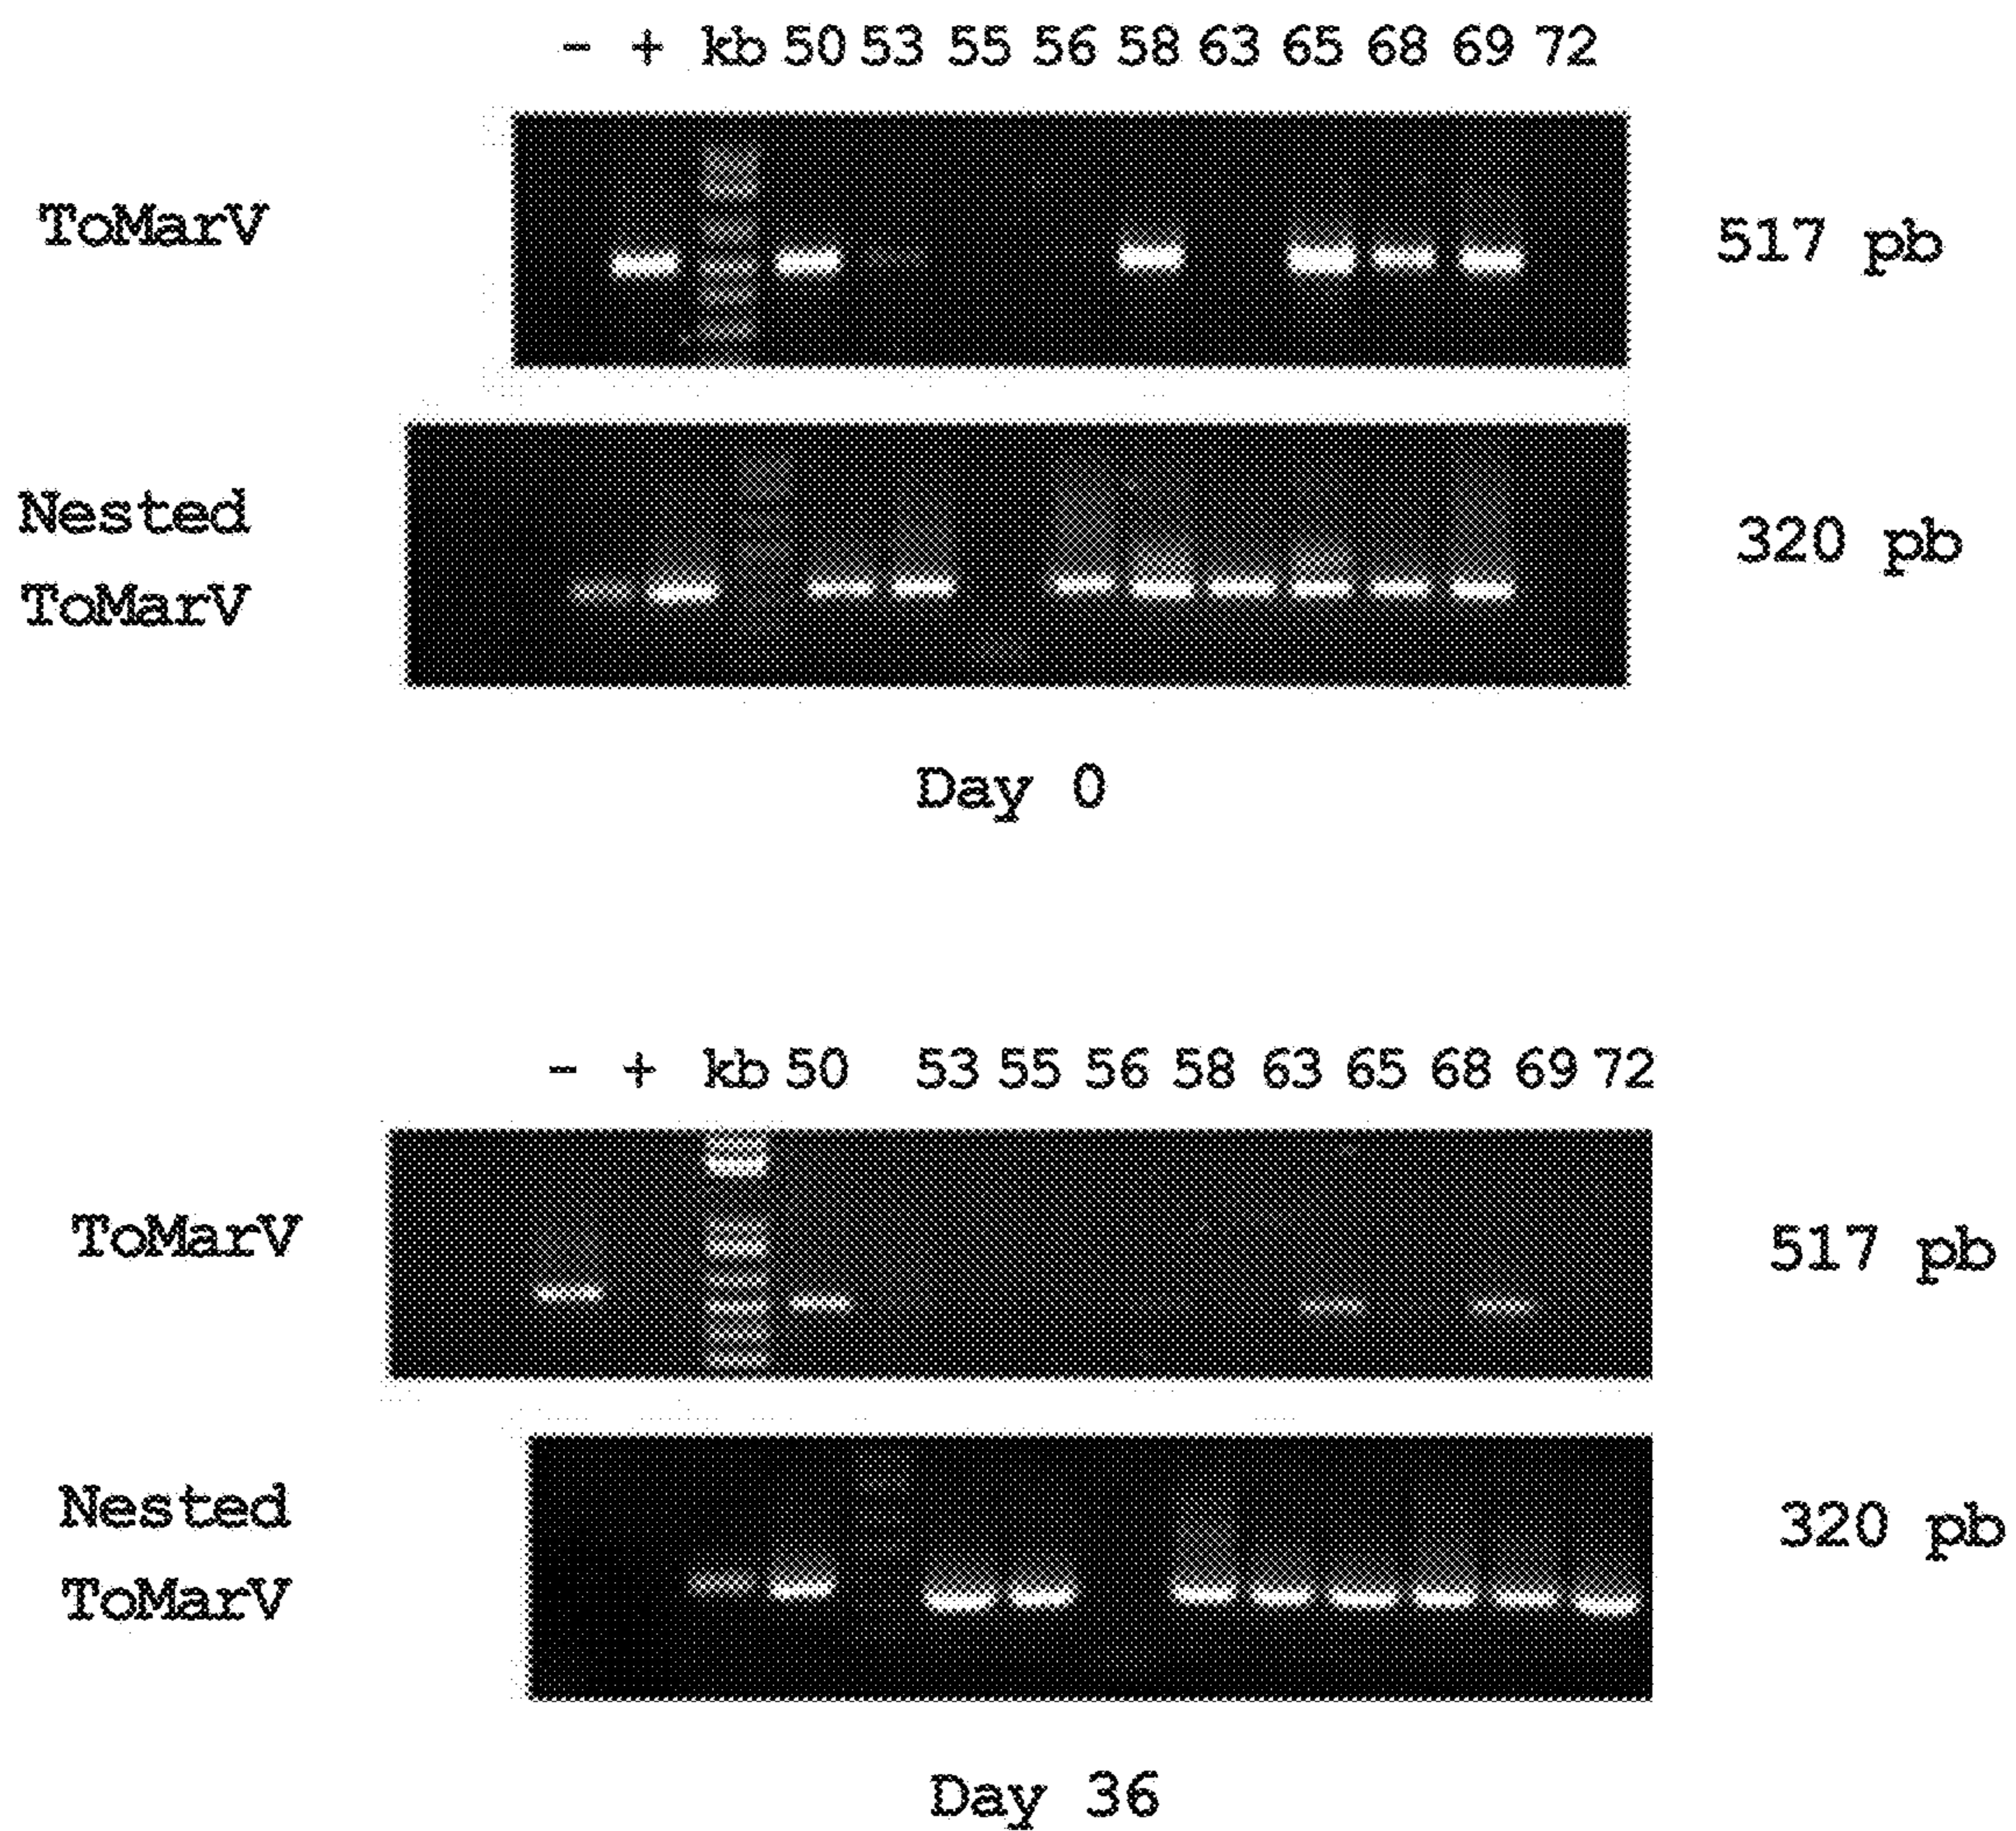 - + kb 50 53 55 56 58 63 65 68 69 72
ToMarV
517 pb
Nested
ToMarV
320 pb
Day 0
- + kb 50 53 55 56 58 63 65 68 69 72
ToMarV
517 pb
Nested
ToMarV
320 pb
Day 36